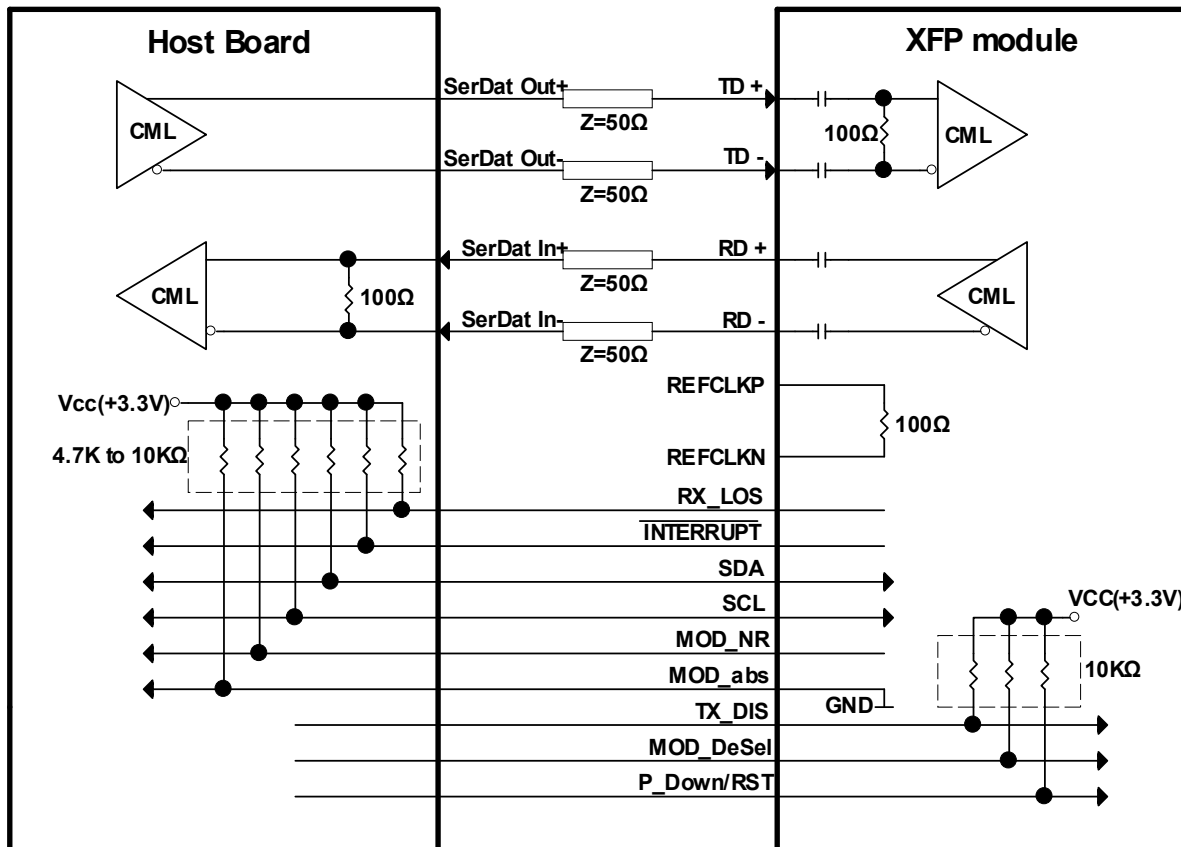 Host Board
XFP module
SerDat Out+
TD +
CML
Z=50Ω
100Ω
CML
SerDat Out-
TD -
Z=50Ω
SerDat In+
RD +
CML
100Ω
Z=50Ω
CML
SerDat In-
RD -
Z=50Ω
REFCLKP
Vcc(+3.3V)
100Ω
4.7K to 10KΩ
REFCLKN
RX_LOS
INTERRUPT
SDA
SCL
VCC(+3.3V)
MOD_NR
MOD_abs
10KΩ
GND
TX_DIS
MOD_DeSel
P_Down/RST